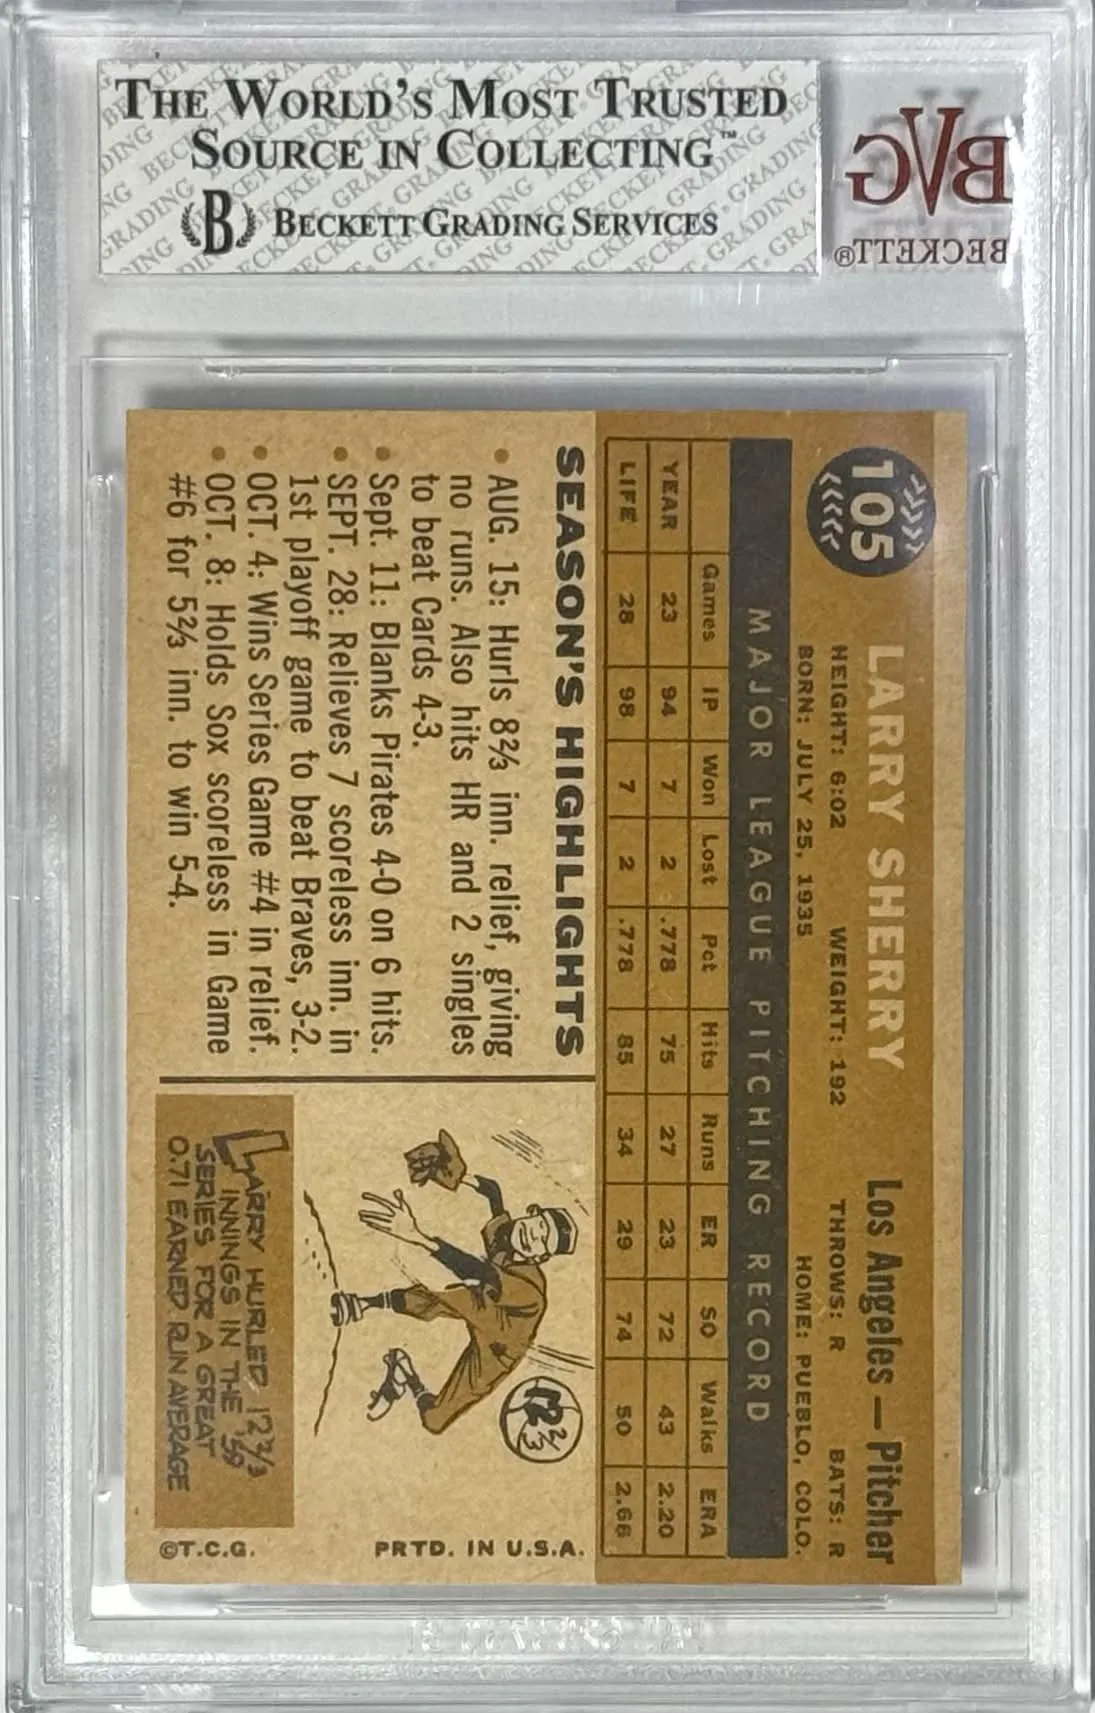 THE WORLD'S MOST TRUSTED
SOURCE IN COLLECTING™
B BECKETT GRADING SERVICES
BVG
BECKETT®
105
LARRY SHERRY
Los Angeles — Pitcher
HEIGHT: 6:02 WEIGHT: 192 THROWS: R BATS: R
BORN: JULY 25, 1935 HOME: PUEBLO, COLO.
MAJOR LEAGUE PITCHING RECORD
Games IP Won Lost Pct Hits Runs ER SO Walks ERA
YEAR 23 94 7 2 .778 75 27 23 72 43 2.20
LIFE 28 98 7 2 .778 85 34 29 74 50 2.66
SEASON'S HIGHLIGHTS
• AUG. 15: Hurls 8⅔ inn. relief, giving
no runs. Also hits HR and 2 singles
to beat Cards 4-3.
• Sept. 11: Blanks Pirates 4-0 on 6 hits.
• SEPT. 28: Relieves 7 scoreless inn. in
1st playoff game to beat Braves, 3-2.
• OCT. 4: Wins Series Game #4 in relief.
• OCT. 8: Holds Sox scoreless in Game
#6 for 5⅔ inn. to win 5-4.
12⅔
LARRY HURLED 12⅔
INNINGS IN THE '59
SERIES FOR A GREAT
0.71 EARNED RUN AVERAGE
©T.C.G.
PRTD. IN U.S.A.